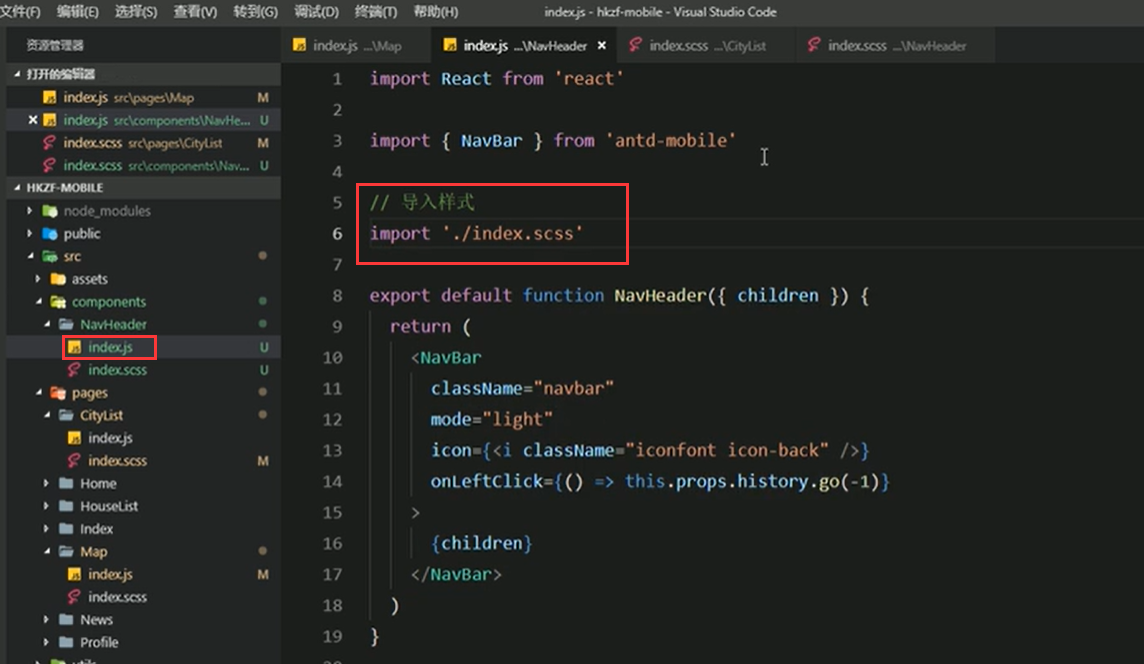 文件(F) 编辑(E) 选择(S) 查看(V) 转到(G) 调试(D) 终端(T) 帮助(H) index.js - hkzf-mobile - Visual Studio Code
资源管理器
index.js ...\Map
index.js ...\NavHeader ×
index.scss ...\CityList
index.scss ...\NavHeader
打开的编辑器
index.js src\pages\Map M
× index.js src\components\NavHe... U
index.scss src\pages\CityList M
index.scss src\components\Nav... U
HKZF-MOBILE
node_modules
public
src
assets
components
NavHeader
index.js U
index.scss U
pages
CityList
index.js
index.scss M
Home
HouseList
Index
Map
index.js M
index.scss
News
Profile
1 import React from 'react'
2
3 import { NavBar } from 'antd-mobile'
4
5 // 导入样式
6 import './index.scss'
7
8 export default function NavHeader({ children }) {
9 return (
10 <NavBar
11 className="navbar"
12 mode="light"
13 icon={<i className="iconfont icon-back" />}
14 onLeftClick={() => this.props.history.go(-1)}
15 >
16 {children}
17 </NavBar>
18 )
19 }